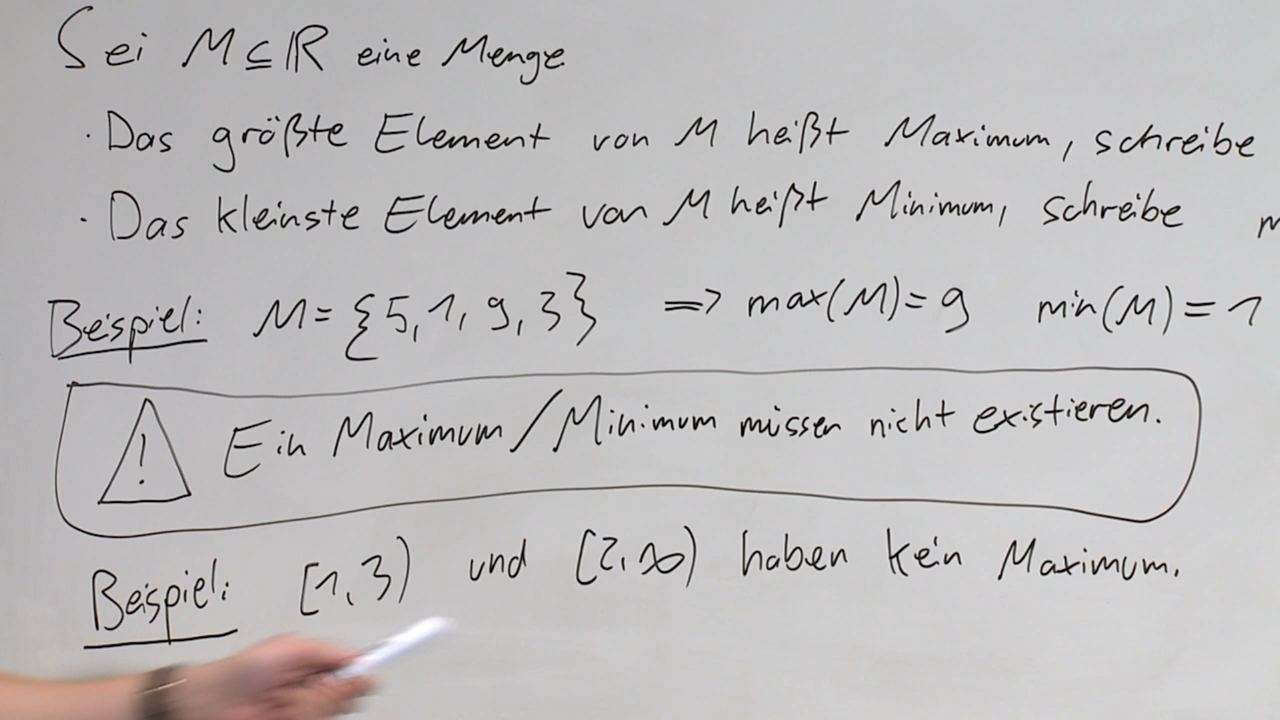 Sei M ⊆ ℝ eine Menge
· Das größte Element von M heißt Maximum, schreibe
· Das kleinste Element von M heißt Minimum, schreibe
Beispiel: M = {5, 1, 9, 3} ⇒ max(M) = 9 min(M) = 1
! Ein Maximum/Minimum müssen nicht existieren.
Beispiel: [1, 3) und [2, ∞) haben kein Maximum.